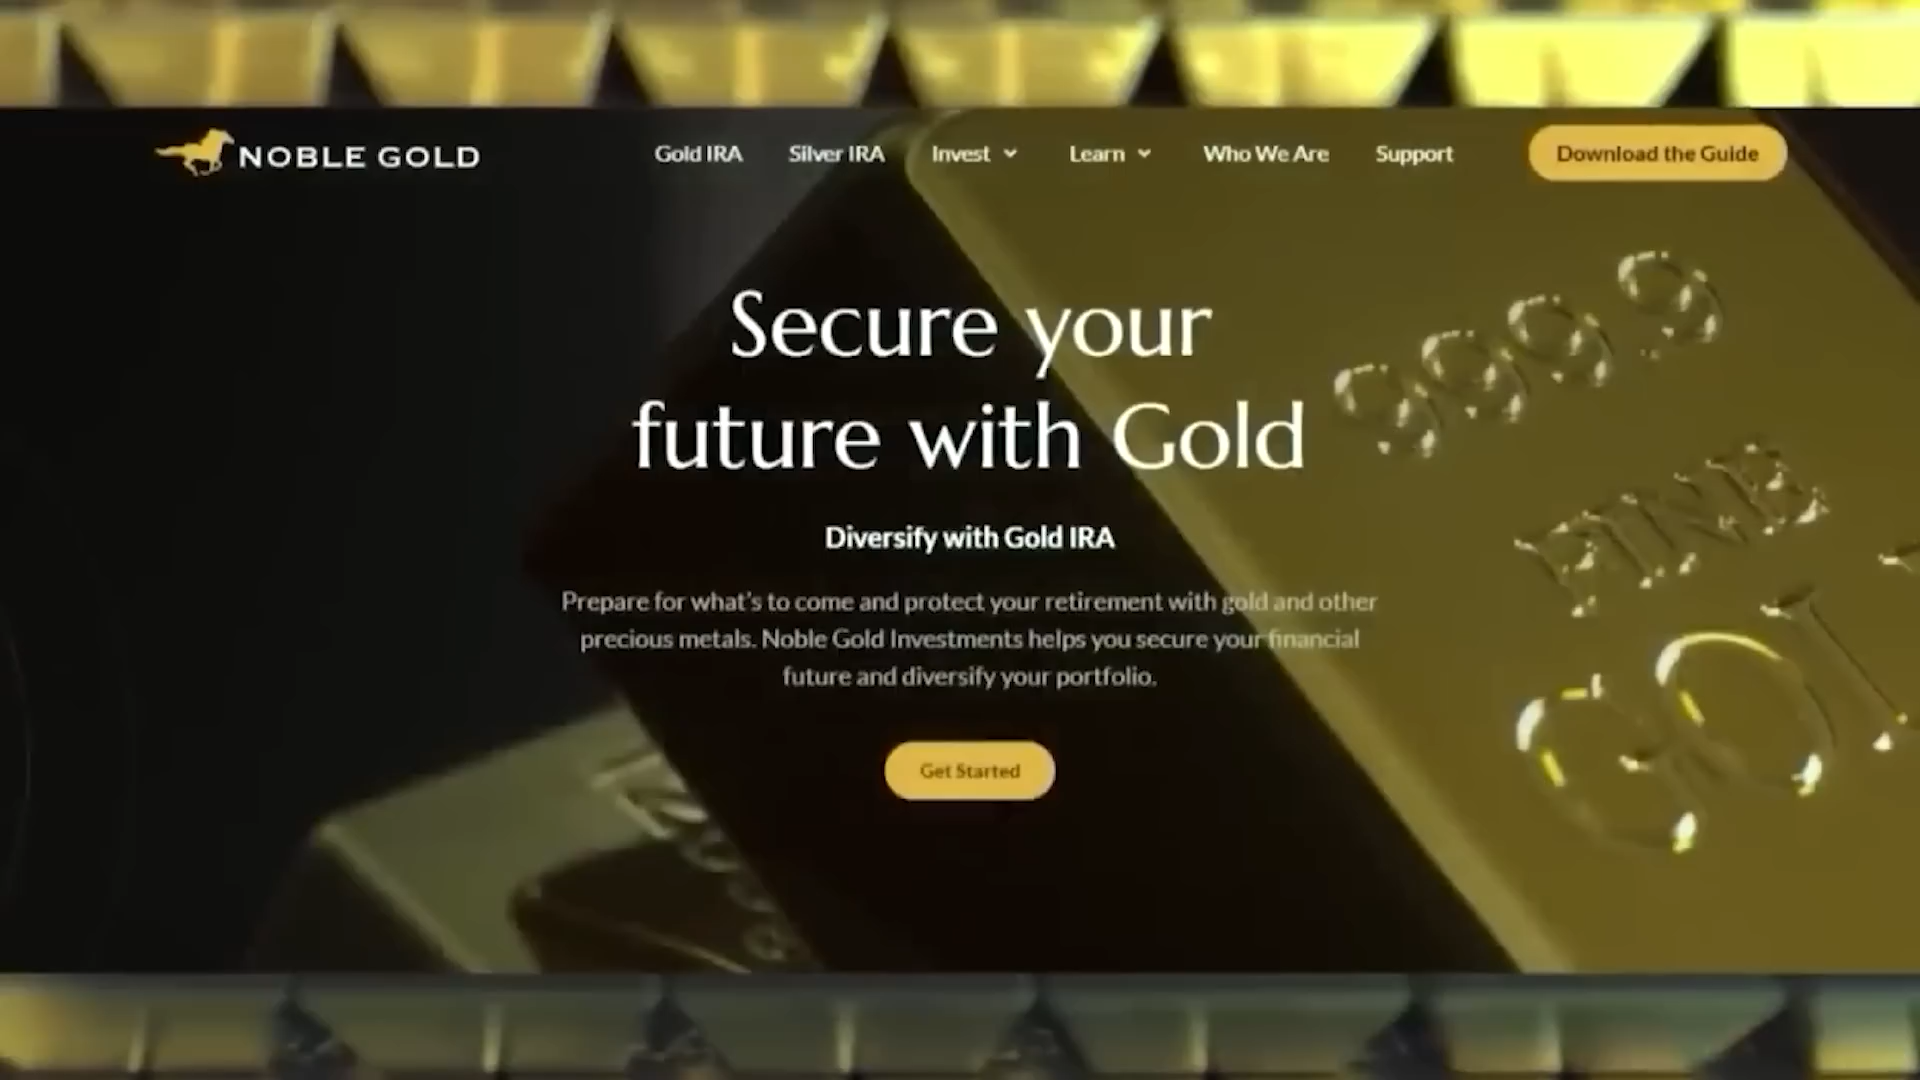 NOBLE GOLD
Gold IRA
Silver IRA
Invest
Learn
Who We Are
Support
Download the Guide
Secure your
future with Gold
Diversify with Gold IRA
Prepare for what's to come and protect your retirement with gold and other
precious metals. Noble Gold Investments helps you secure your financial
future and diversify your portfolio.
Get Started
999 9
FINE
GOL